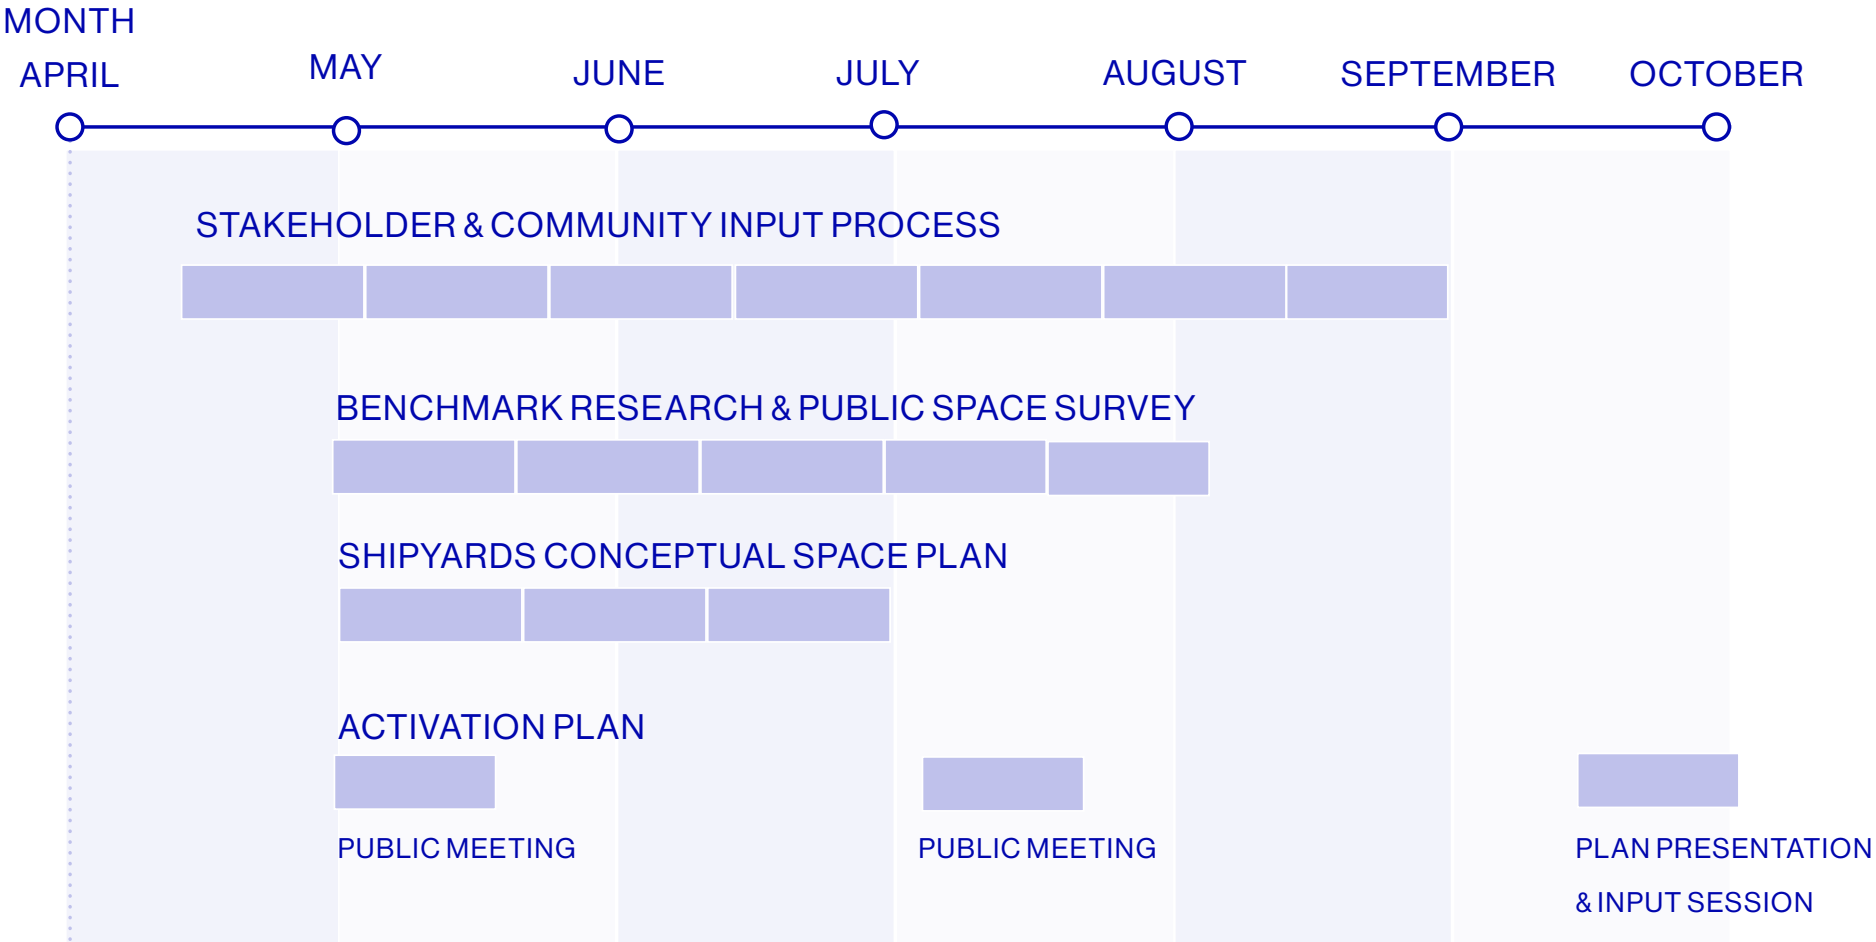 MONTH
APRIL MAY JUNE JULY AUGUST SEPTEMBER OCTOBER
STAKEHOLDER & COMMUNITY INPUT PROCESS
BENCHMARK RESEARCH & PUBLIC SPACE SURVEY
SHIPYARDS CONCEPTUAL SPACE PLAN
ACTIVATION PLAN
PUBLIC MEETING PUBLIC MEETING PLAN PRESENTATION
& INPUT SESSION